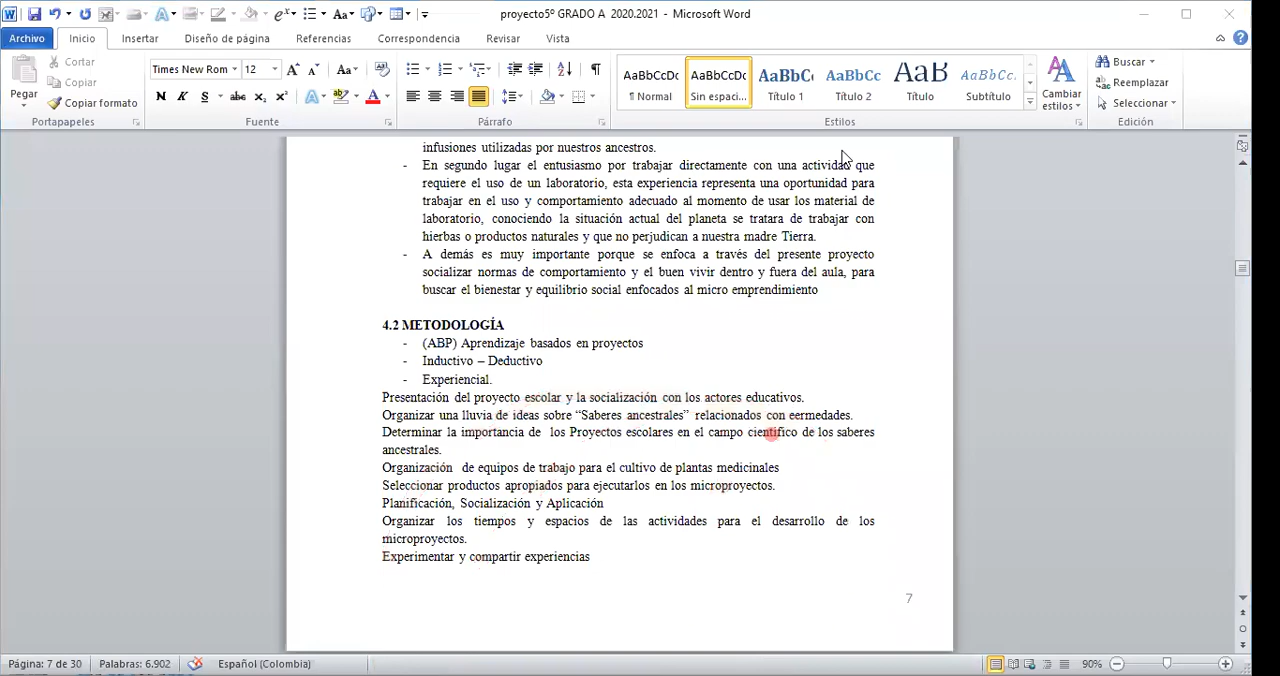 proyecto5º GRADO A 2020.2021 - Microsoft Word
Archivo Inicio Insertar Diseño de página Referencias Correspondencia Revisar Vista
Pegar Cortar Copiar Copiar formato
Times New Rom 12
N K S abc
AaBbCcDc AaBbCcDc AaBbC AaBbCc AaB AaBbCc.
¶ Normal Sin espaci... Título 1 Título 2 Título Subtítulo
Cambiar estilos
Buscar
Reemplazar
Seleccionar
Portapapeles Fuente Párrafo Estilos Edición
infusiones utilizadas por nuestros ancestros.
- En segundo lugar el entusiasmo por trabajar directamente con una actividad que
requiere el uso de un laboratorio, esta experiencia representa una oportunidad para
trabajar en el uso y comportamiento adecuado al momento de usar los material de
laboratorio, conociendo la situación actual del planeta se tratara de trabajar con
hierbas o productos naturales y que no perjudican a nuestra madre Tierra.
- A demás es muy importante porque se enfoca a través del presente proyecto
socializar normas de comportamiento y el buen vivir dentro y fuera del aula, para
buscar el bienestar y equilibrio social enfocados al micro emprendimiento
4.2 METODOLOGÍA
- (ABP) Aprendizaje basados en proyectos
- Inductivo – Deductivo
- Experiencial.
Presentación del proyecto escolar y la socialización con los actores educativos.
Organizar una lluvia de ideas sobre “Saberes ancestrales” relacionados con eermedades.
Determinar la importancia de los Proyectos escolares en el campo científico de los saberes
ancestrales.
Organización de equipos de trabajo para el cultivo de plantas medicinales
Seleccionar productos apropiados para ejecutarlos en los microproyectos.
Planificación, Socialización y Aplicación
Organizar los tiempos y espacios de las actividades para el desarrollo de los
microproyectos.
Experimentar y compartir experiencias
7
Página: 7 de 30 Palabras: 6.902 Español (Colombia) 90%